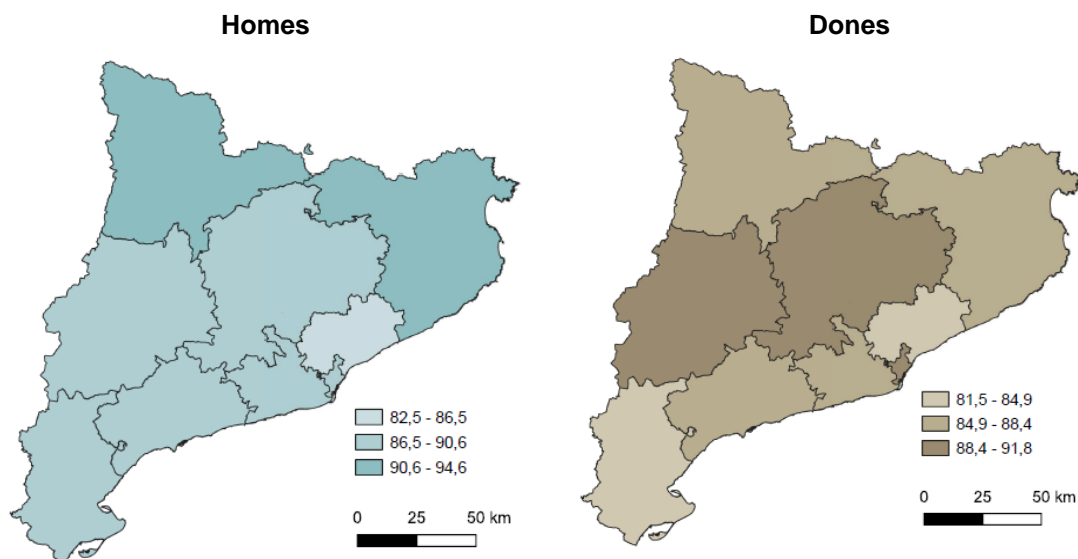 Homes
Dones
82,5 - 86,5
86,5 - 90,6
90,6 - 94,6
0 25 50 km
81,5 - 84,9
84,9 - 88,4
88,4 - 91,8
0 25 50 km